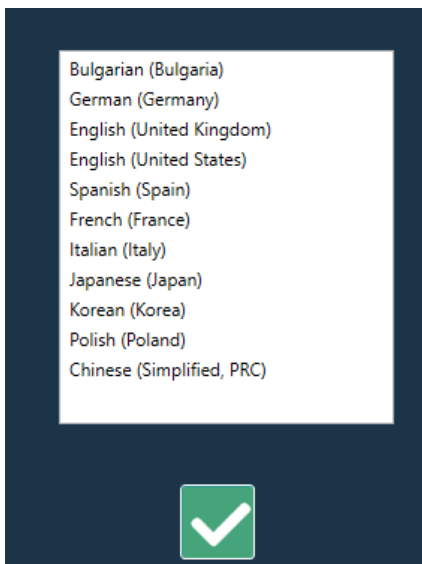 Bulgarian (Bulgaria)
German (Germany)
English (United Kingdom)
English (United States)
Spanish (Spain)
French (France)
Italian (Italy)
Japanese (Japan)
Korean (Korea)
Polish (Poland)
Chinese (Simplified, PRC)